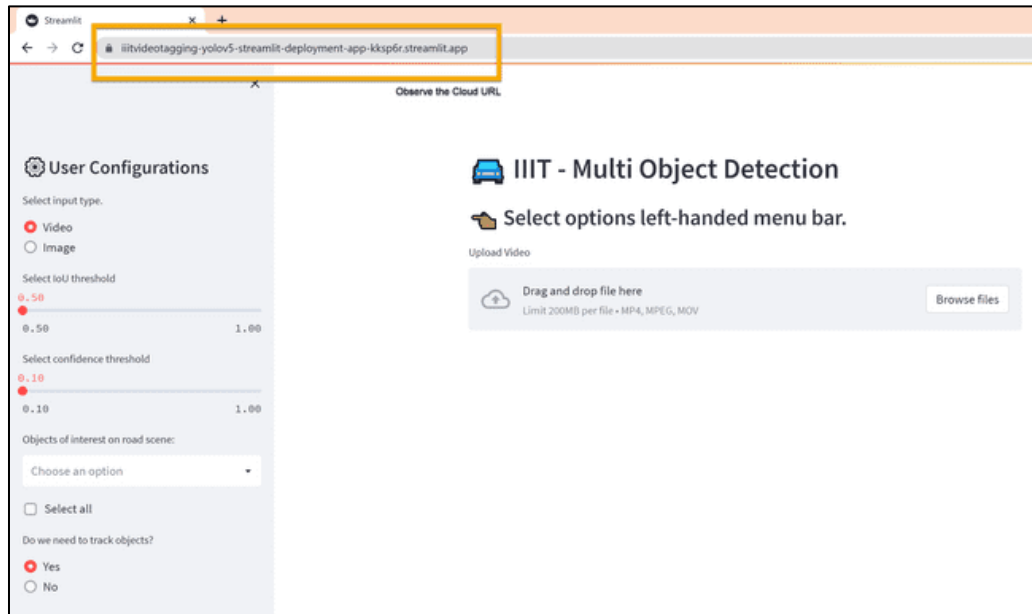 Streamlit
iiitvideotagging-yolov5-streamlit-deployment-app-kksp6r.streamlit.app
Observe the Cloud URL
User Configurations
Select input type.
Video
Image
Select IoU threshold
0.50
0.50 1.00
Select confidence threshold
0.10
0.10 1.00
Objects of interest on road scene:
Choose an option
Select all
Do we need to track objects?
Yes
No
IIIT - Multi Object Detection
Select options left-handed menu bar.
Upload Video
Drag and drop file here
Limit 200MB per file • MP4, MPEG, MOV
Browse files